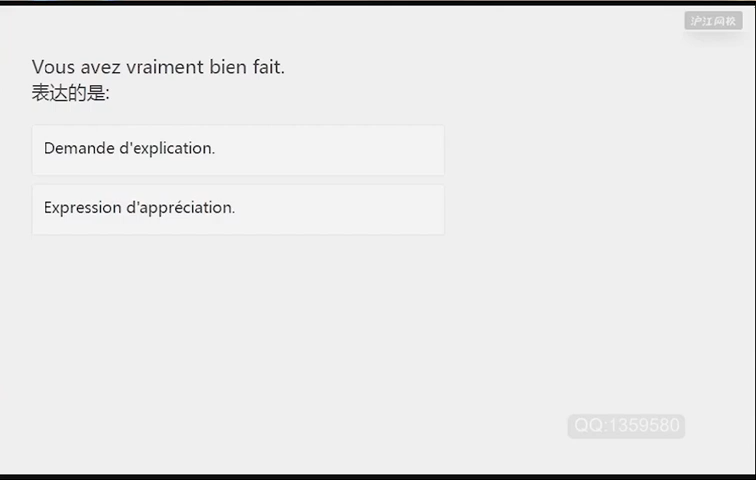 沪江网校
Vous avez vraiment bien fait.
表达的是:
Demande d'explication.
Expression d'appréciation.
QQ:1359580